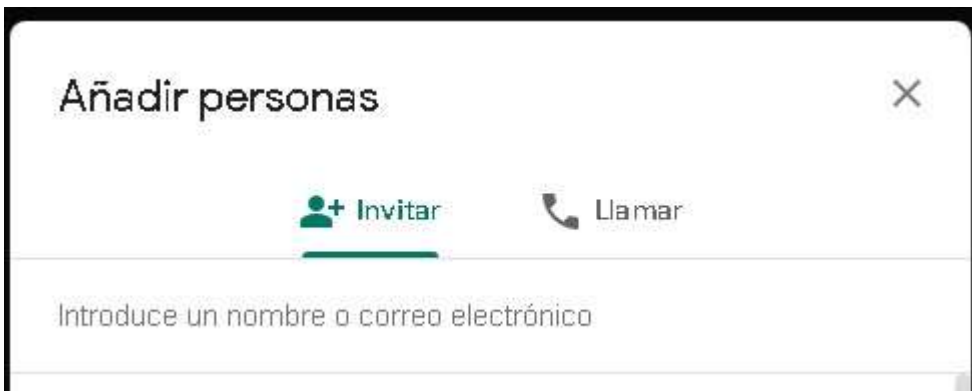 Añadir personas
Invitar Llamar
Introduce un nombre o correo electrónico